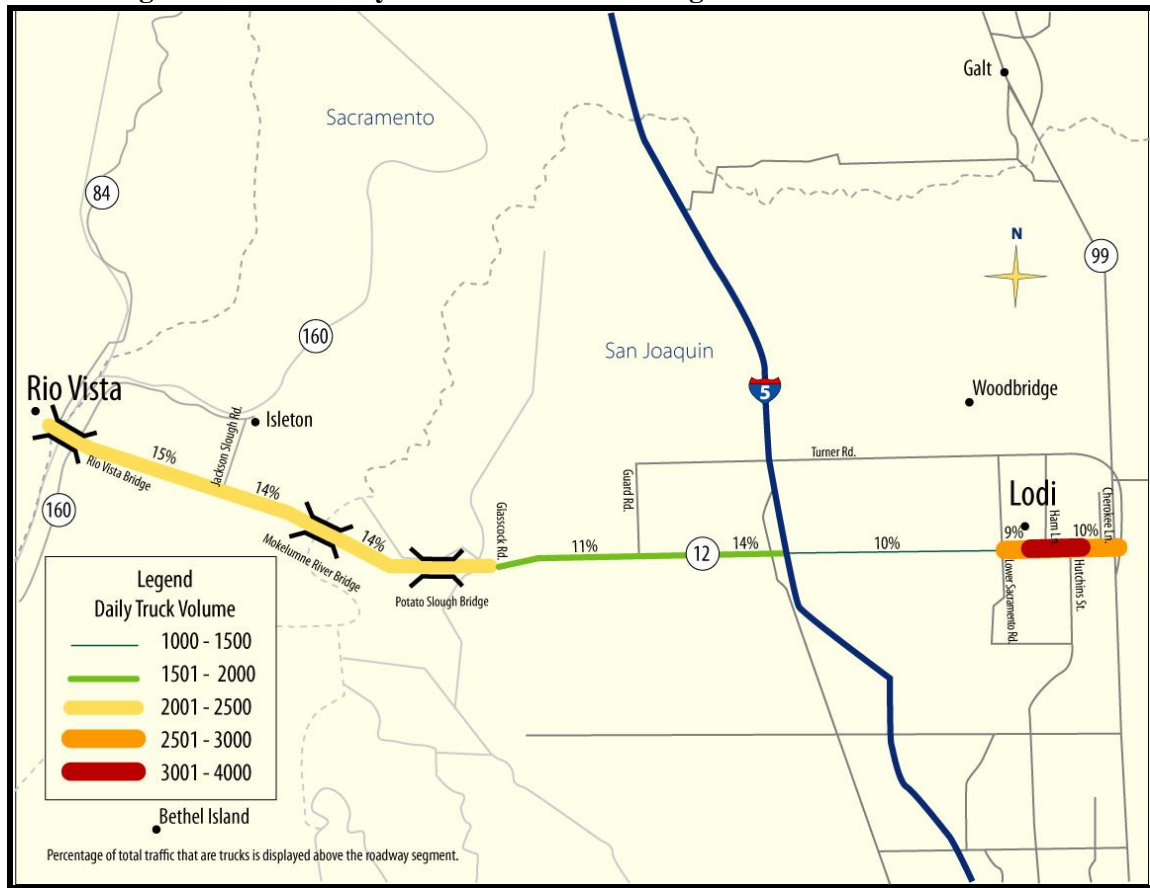 Galt
Sacramento
84
99
N
160
San Joaquin
5
Rio Vista
Woodbridge
Isleton
Jackson Slough Rd.
Turner Rd.
15%
Rio Vista Bridge
14%
Guard Rd.
Lodi
Cherokee Ln.
160
Glasscock Rd.
Ham Ln.
14%
Mokelumne River Bridge
11%
12
14%
10%
9%
10%
Potato Slough Bridge
Lower Sacramento Rd.
Hutchins St.
Legend
Daily Truck Volume
1000 - 1500
1501 - 2000
2001 - 2500
2501 - 3000
3001 - 4000
Bethel Island
Percentage of total traffic that are trucks is displayed above the roadway segment.